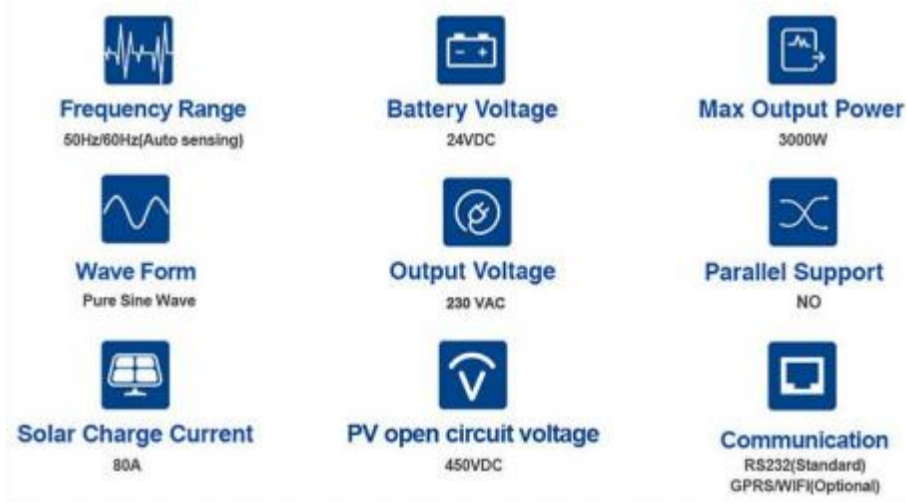 Frequency Range
50Hz/60Hz(Auto sensing)
Battery Voltage
24VDC
Max Output Power
3000W
Wave Form
Pure Sine Wave
Output Voltage
230 VAC
Parallel Support
NO
Solar Charge Current
80A
PV open circuit voltage
450VDC
Communication
RS232(Standard)
GPRS/WIFI(Optional)